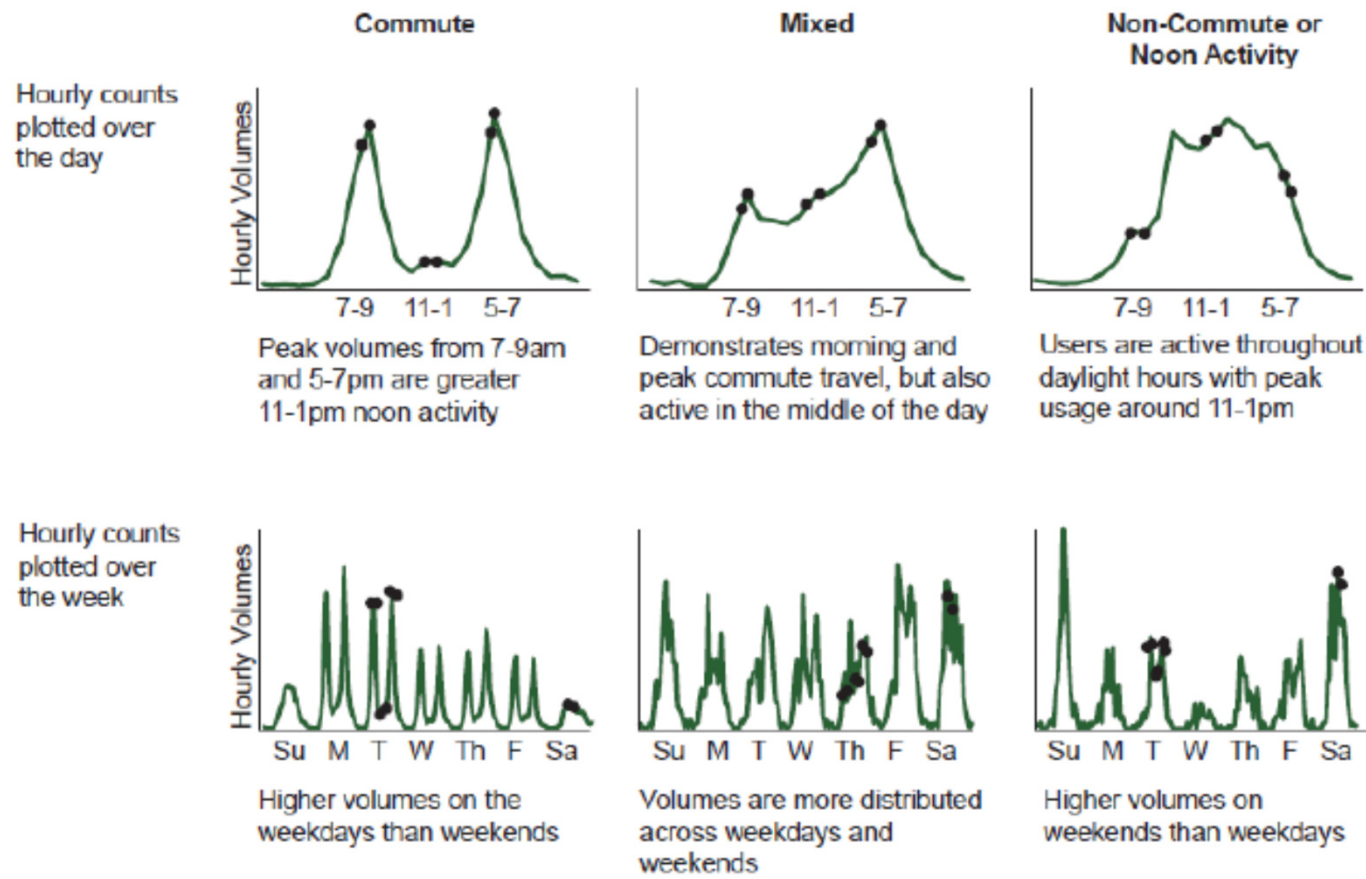 Commute
Mixed
Non-Commute or
Noon Activity
Hourly counts
plotted over
the day
Hourly Volumes
7-9 11-1 5-7
7-9 11-1 5-7
7-9 11-1 5-7
Peak volumes from 7-9am
and 5-7pm are greater
11-1pm noon activity
Demonstrates morning and
peak commute travel, but also
active in the middle of the day
Users are active throughout
daylight hours with peak
usage around 11-1pm
Hourly counts
plotted over
the week
Hourly Volumes
Su M T W Th F Sa
Su M T W Th F Sa
Su M T W Th F Sa
Higher volumes on the
weekdays than weekends
Volumes are more distributed
across weekdays and
weekends
Higher volumes on
weekends than weekdays